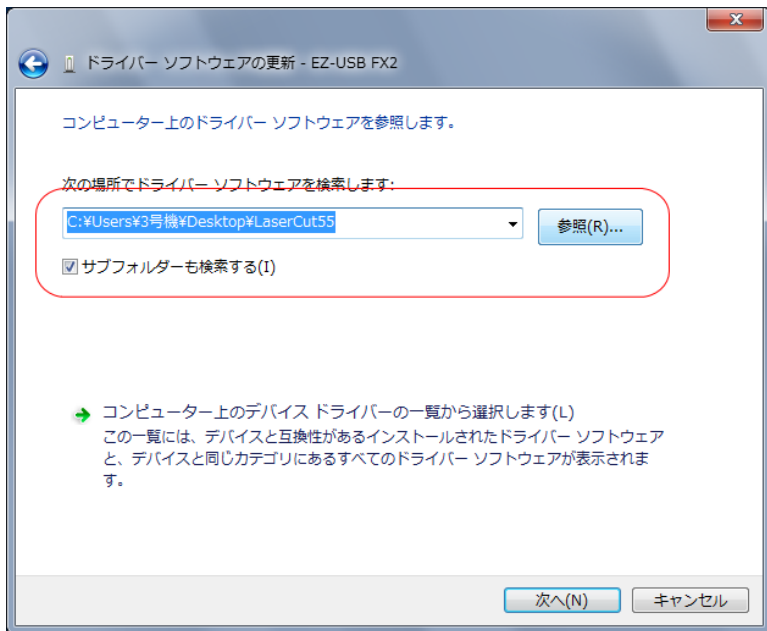 ドライバー ソフトウェアの更新 - EZ-USB FX2
コンピューター上のドライバー ソフトウェアを参照します。
次の場所でドライバー ソフトウェアを検索します:
C:¥Users¥3号機¥Desktop¥LaserCut55
参照(R)...
サブフォルダーも検索する(I)
コンピューター上のデバイス ドライバーの一覧から選択します(L)
この一覧には、デバイスと互換性があるインストールされたドライバー ソフトウェア
と、デバイスと同じカテゴリにあるすべてのドライバー ソフトウェアが表示されま
す。
次へ(N)
キャンセル